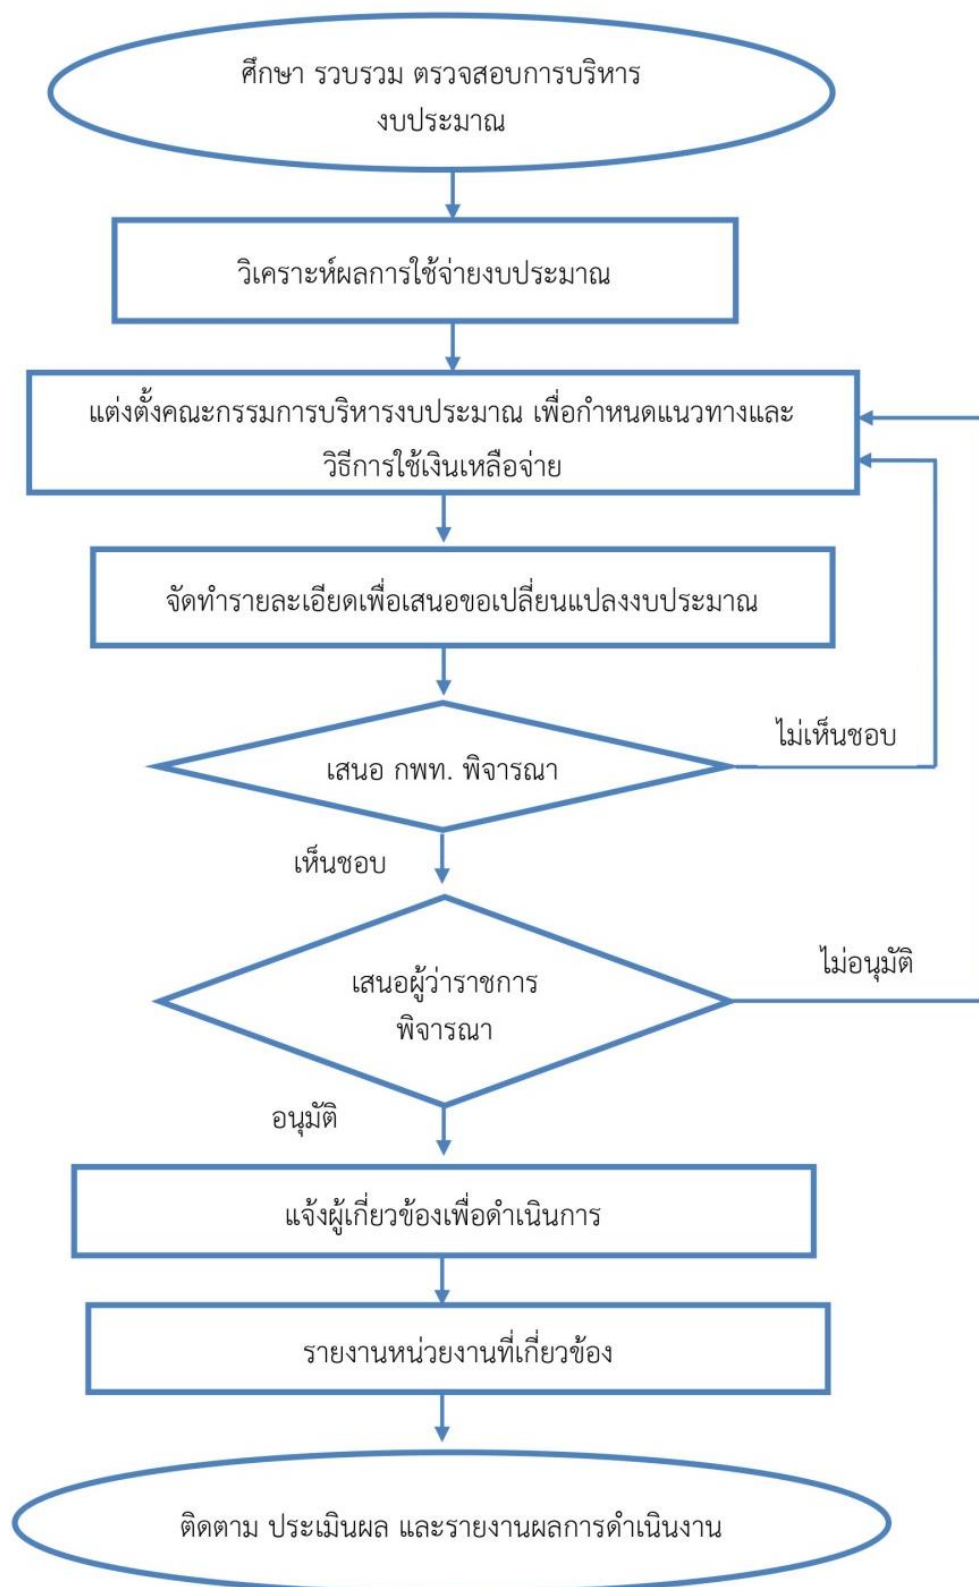 ศึกษา รวบรวม ตรวจสอบการบริหาร
งบประมาณ
วิเคราะห์ผลการใช้จ่ายงบประมาณ
แต่งตั้งคณะกรรมการบริหารงบประมาณ เพื่อกำหนดแนวทางและ
วิธีการใช้เงินเหลือจ่าย
จัดทำรายละเอียดเพื่อเสนอขอเปลี่ยนแปลงงบประมาณ
ไม่เห็นชอบ
เสนอ กพท. พิจารณา
เห็นชอบ
ไม่อนุมัติ
เสนอผู้ว่าราชการ
พิจารณา
อนุมัติ
แจ้งผู้เกี่ยวข้องเพื่อดำเนินการ
รายงานหน่วยงานที่เกี่ยวข้อง
ติดตาม ประเมินผล และรายงานผลการดำเนินงาน